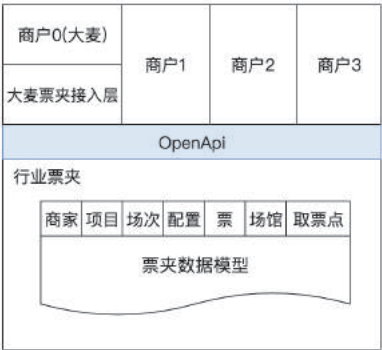 商户0(大麦)
大麦票夹接入层
商户1
商户2
商户3
OpenApi
行业票夹
商家 项目 场次 配置 票 场馆 取票点
票夹数据模型